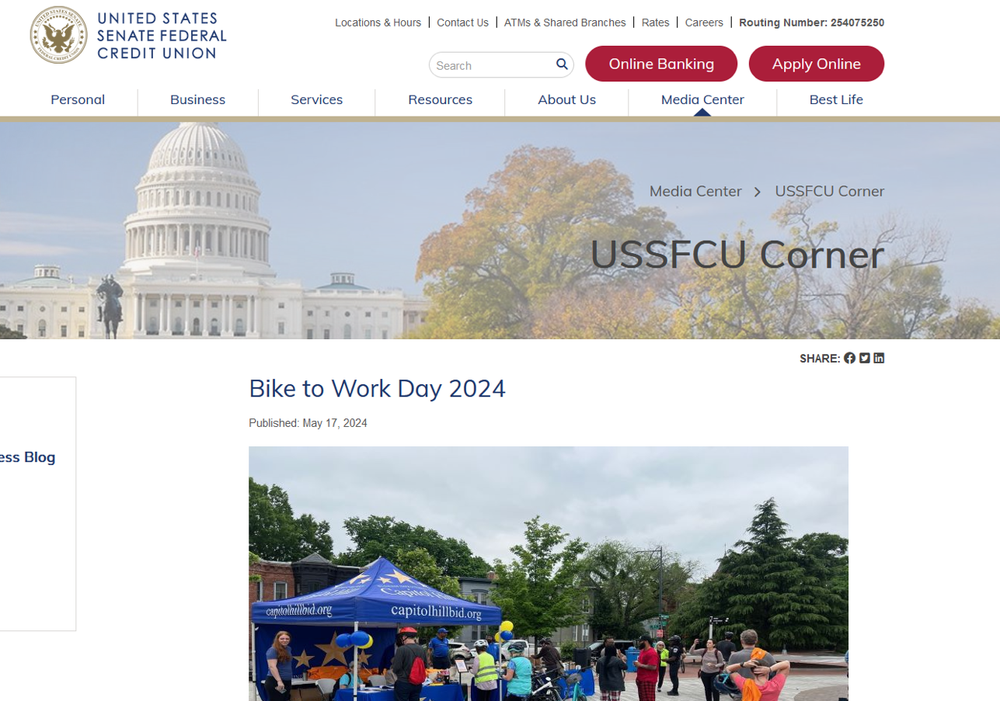 UNITED STATES
SENATE FEDERAL
CREDIT UNION
Locations & Hours
Contact Us
ATMs & Shared Branches
Rates
Careers
Routing Number: 254075250
Search
Online Banking
Apply Online
Personal
Business
Services
Resources
About Us
Media Center
Best Life
Media Center
USSFCU Corner
USSFCU Corner
SHARE:
ess Blog
Bike to Work Day 2024
Published: May 17, 2024
capitolhillbid.org
capitolhillbid.org